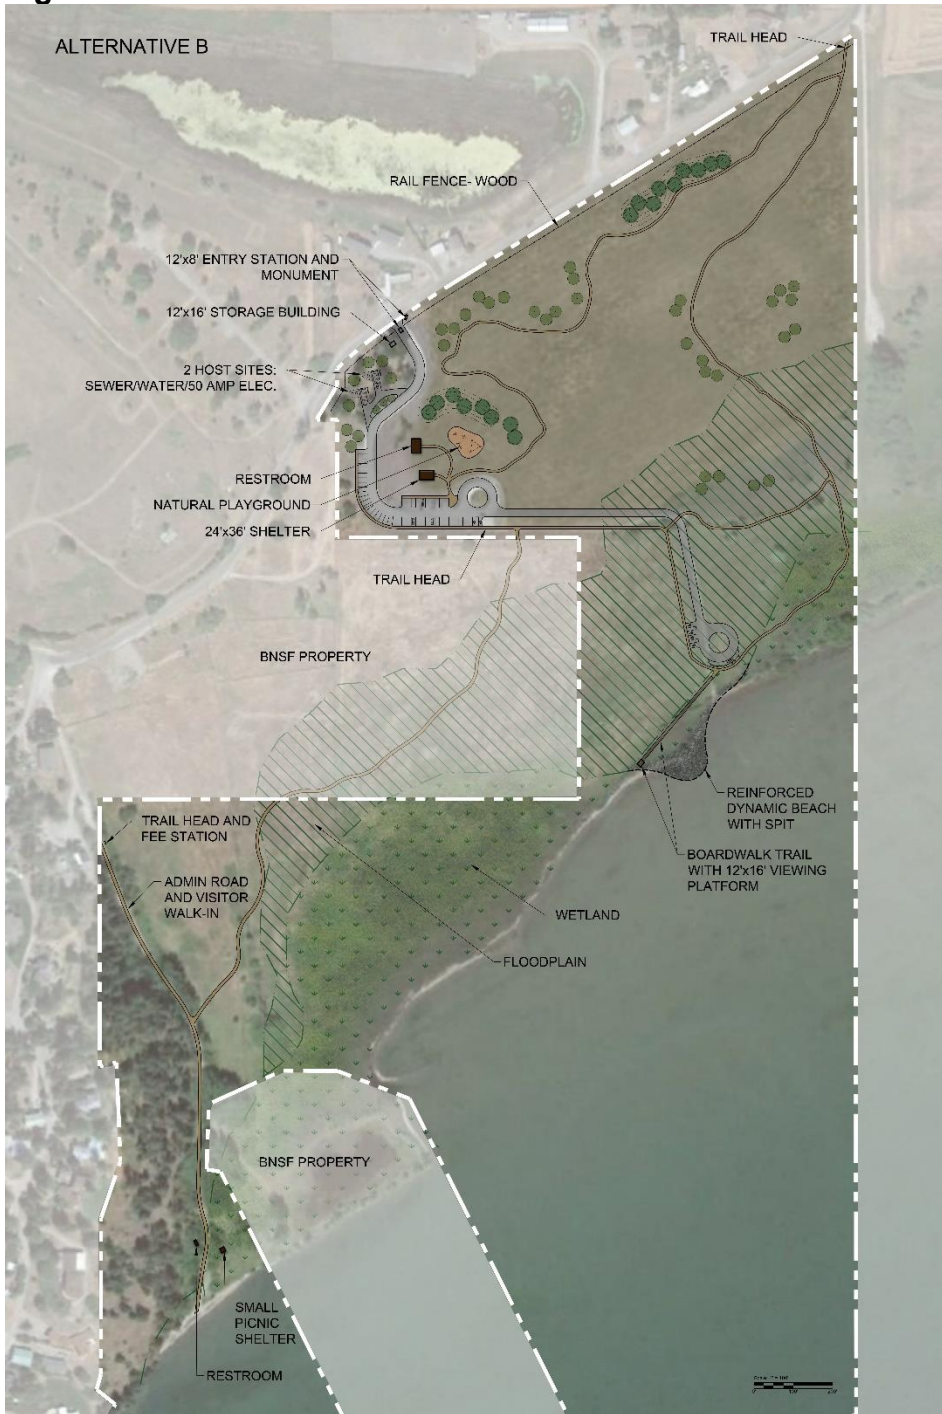 ALTERNATIVE B
TRAIL HEAD
RAIL FENCE- WOOD
12'x8' ENTRY STATION AND
MONUMENT
12'x16' STORAGE BUILDING
2 HOST SITES:
SEWER/WATER/50 AMP ELEC.
RESTROOM
NATURAL PLAYGROUND
24'x36' SHELTER
TRAIL HEAD
BNSF PROPERTY
REINFORCED
DYNAMIC BEACH
WITH SPIT
TRAIL HEAD AND
FEE STATION
BOARDWALK TRAIL
WITH 12'x16' VIEWING
PLATFORM
ADMIN ROAD
AND VISITOR
WALK-IN
WETLAND
FLOODPLAIN
BNSF PROPERTY
SMALL
PICNIC
SHELTER
RESTROOM